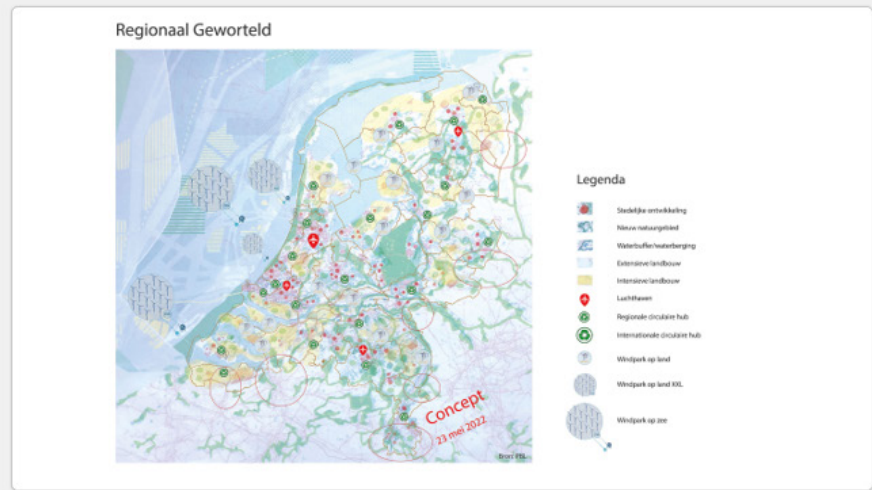 Regionaal Geworteld
Legenda
Stedelijke ontwikkeling
Nieuw natuurgebied
Waterbuffer/waterberging
Extensieve landbouw
Intensieve landbouw
Luchthaven
Regionale circulaire hub
Internationale circulaire hub
Windpark op land
Windpark op land XXL
Windpark op zee
Concept
23 mei 2022
Bron: PBL